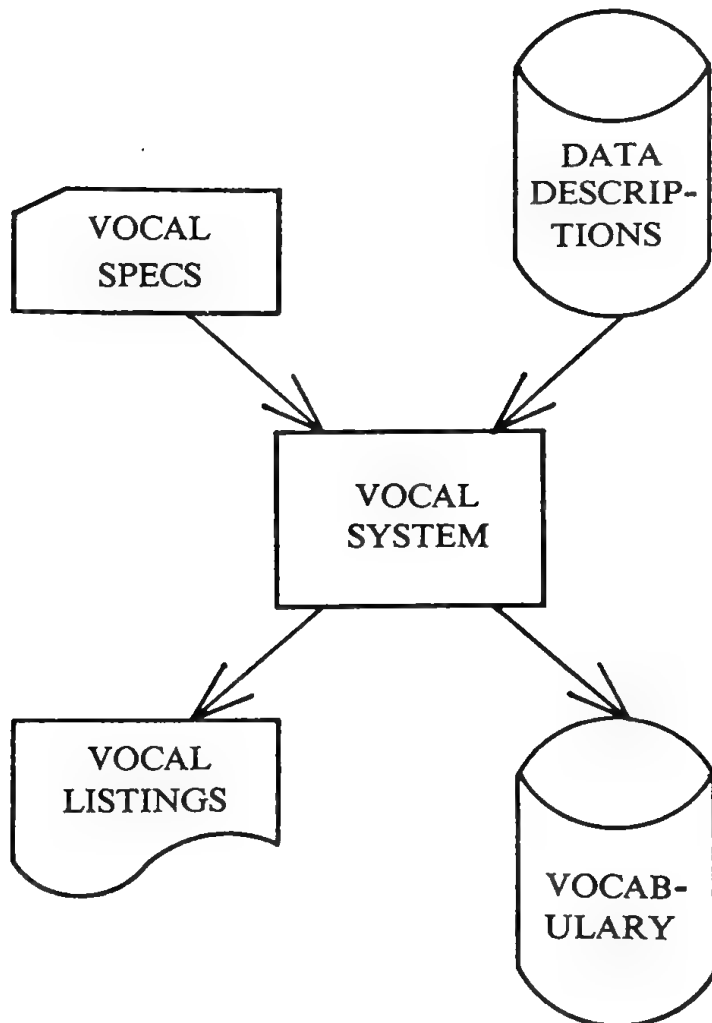 DATA
DESCRIP-
TIONS
VOCAL
SPECS
VOCAL
SYSTEM
VOCAL
LISTINGS
VOCAB-
ULARY